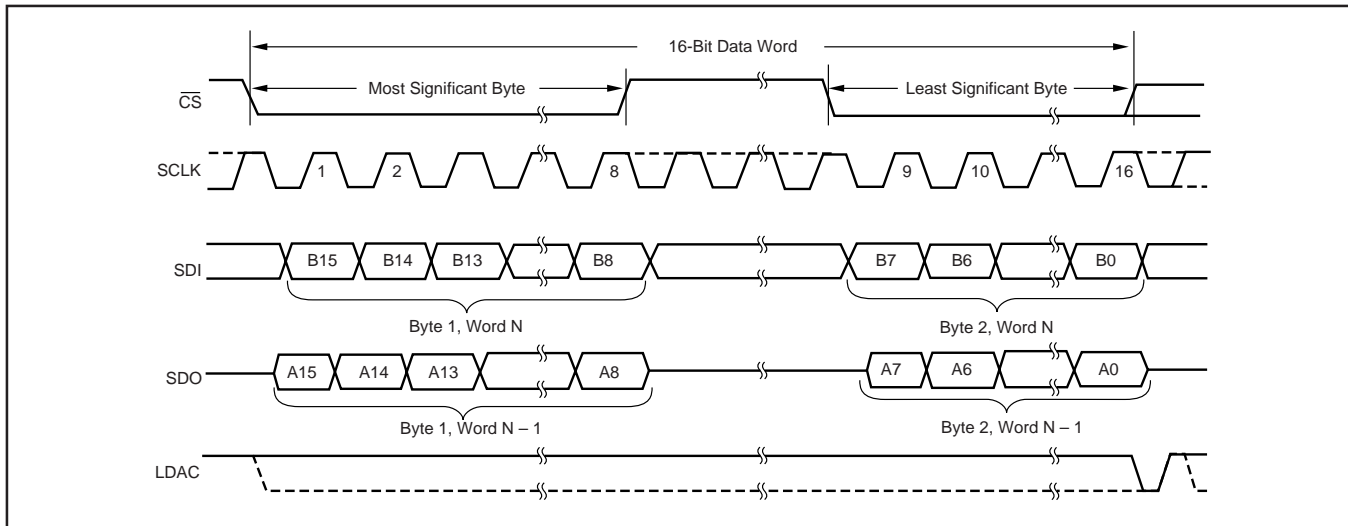 16-Bit Data Word
Most Significant Byte
Least Significant Byte
CS
SCLK
1 2 8 9 10 16
SDI
B15 B14 B13 B8 B7 B6 B0
Byte 1, Word N
Byte 2, Word N
SDO
A15 A14 A13 A8 A7 A6 A0
Byte 1, Word N – 1
Byte 2, Word N – 1
LDAC